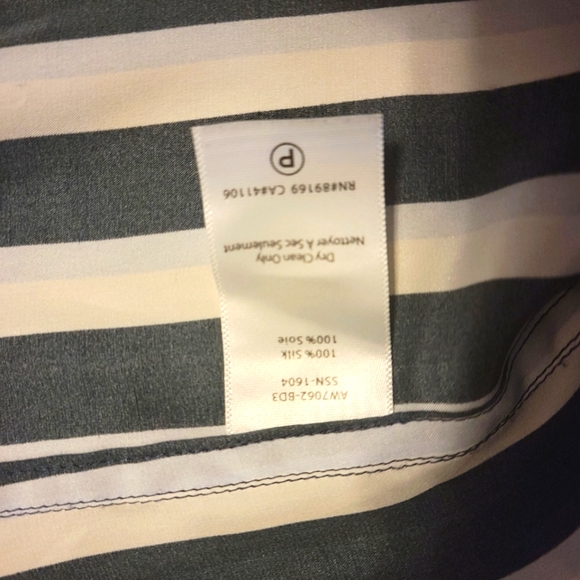 AW7062-BD3
SSN-1604
100% Silk
100% Soie
Dry Clean Only
Nettoyer À Sec Seulement
RN#89169 CA#41106
P